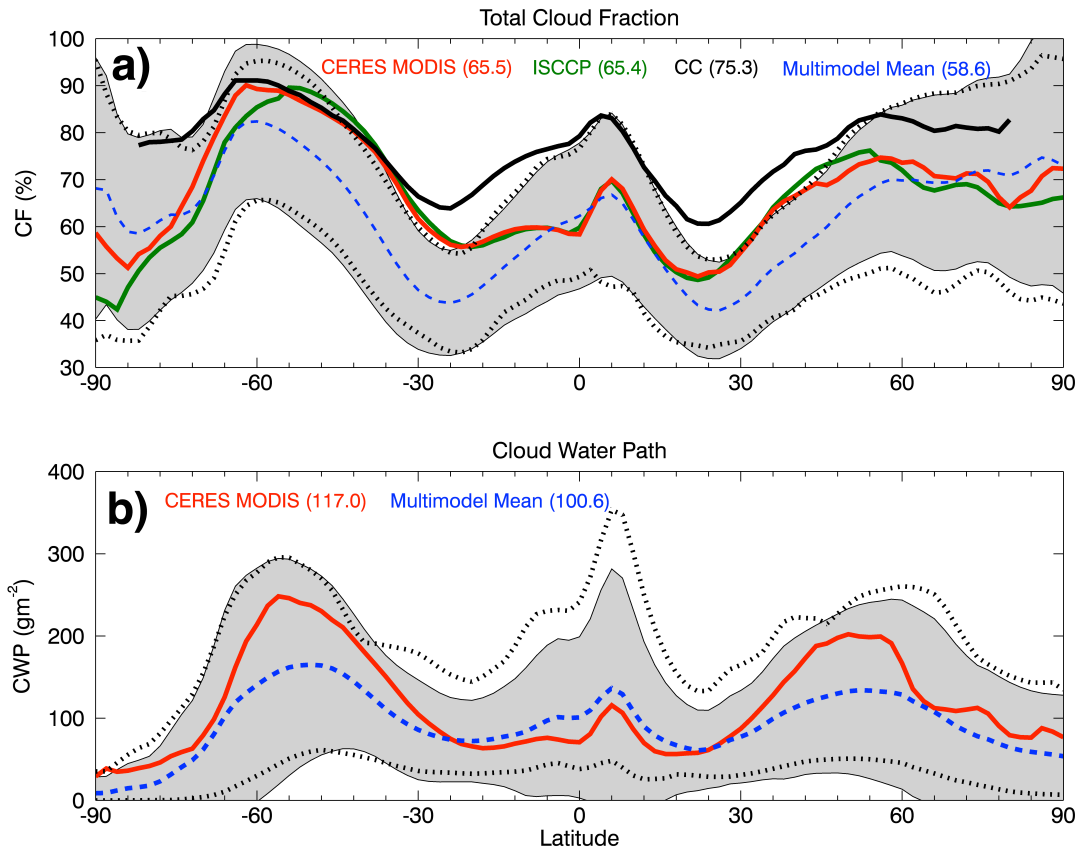 Total Cloud Fraction
a)
CERES MODIS (65.5) ISCCP (65.4) CC (75.3) Multimodel Mean (58.6)
CF (%)
100
90
80
70
60
50
40
30
-90 -60 -30 0 30 60 90
Cloud Water Path
b)
CERES MODIS (117.0) Multimodel Mean (100.6)
CWP (gm-2)
400
300
200
100
0
-90 -60 -30 0 30 60 90
Latitude